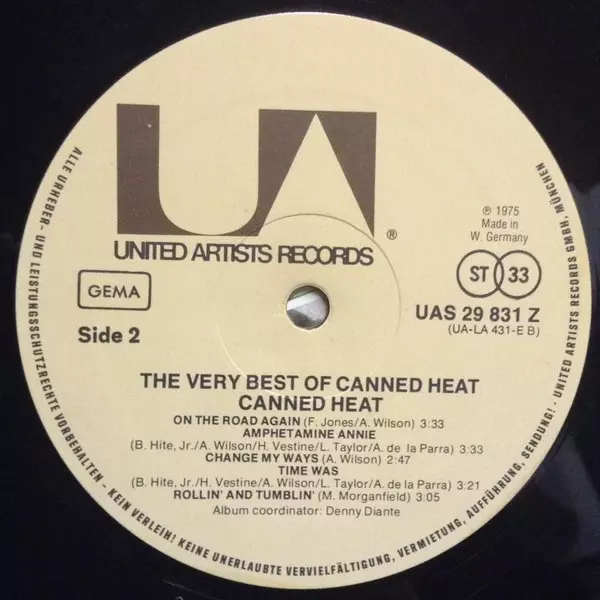 UA
UNITED ARTISTS RECORDS ®
℗ 1975
Made in
W. Germany
GEMA
ST 33
Side 2
UAS 29 831 Z
(UA-LA 431-E B)
THE VERY BEST OF CANNED HEAT
CANNED HEAT
ON THE ROAD AGAIN (F. Jones/A. Wilson) 3:33
AMPHETAMINE ANNIE
(B. Hite, Jr./A. Wilson/H. Vestine/L. Taylor/A. de la Parra) 3:33
CHANGE MY WAYS (A. Wilson) 2:47
TIME WAS
(B. Hite, Jr./H. Vestine/A. Wilson/L. Taylor/A. de la Parra) 3:21
ROLLIN' AND TUMBLIN' (M. Morganfield) 3:05
Album coordinator: Denny Diante
ALLE URHEBER- UND LEISTUNGSSCHUTZRECHTE VORBEHALTEN - KEIN VERLEIH! KEINE UNERLAUBTE VERVIELFÄLTIGUNG, VERMIETUNG, AUFFÜHRUNG, SENDUNG! · UNITED ARTISTS RECORDS GMBH, MÜNCHEN